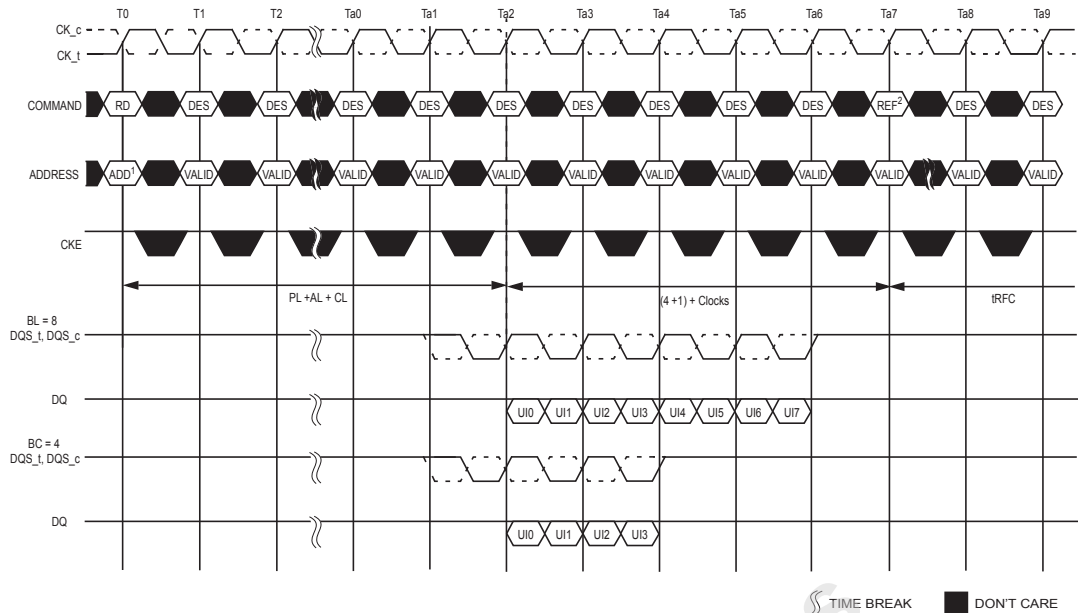 T0 T1 T2 Ta0 Ta1 Ta2 Ta3 Ta4 Ta5 Ta6 Ta7 Ta8 Ta9
CK_c
CK_t
COMMAND RD DES DES DES DES DES DES DES DES DES REF2 DES DES
ADDRESS ADD1 VALID VALID VALID VALID VALID VALID VALID VALID VALID VALID VALID VALID
CKE
PL +AL + CL (4 +1) + Clocks tRFC
BL = 8
DQS_t, DQS_c
DQ UI0 UI1 UI2 UI3 UI4 UI5 UI6 UI7
BC = 4
DQS_t, DQS_c
DQ UI0 UI1 UI2 UI3
TIME BREAK DON'T CARE